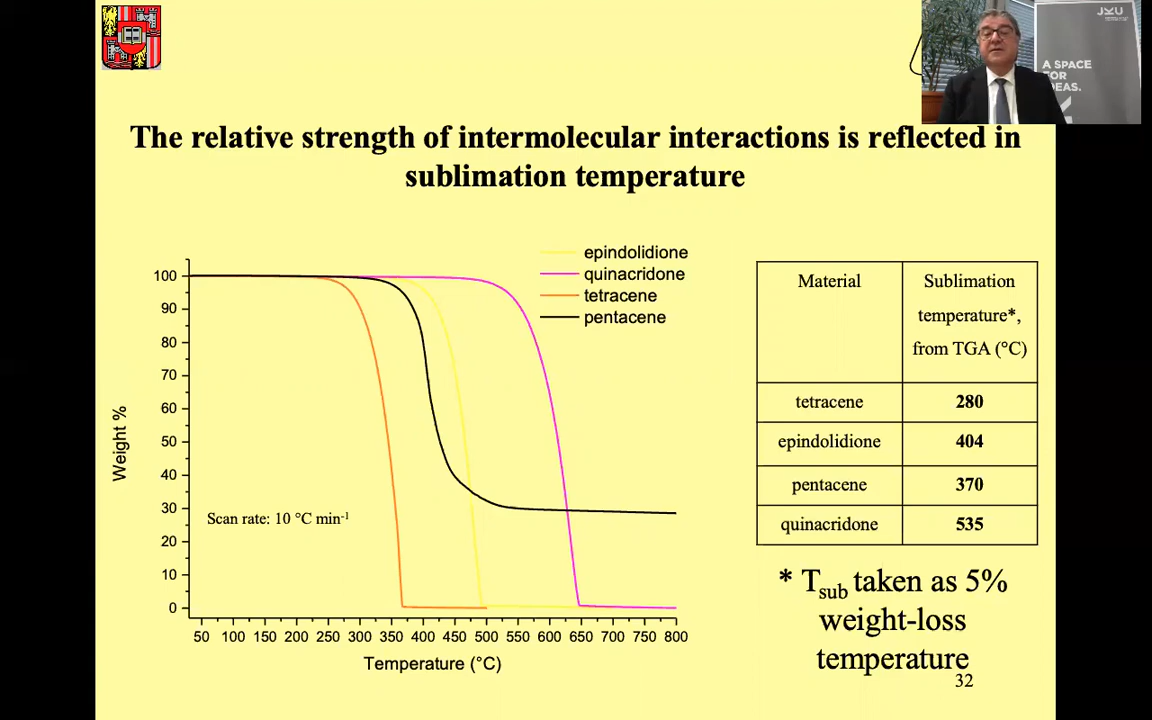 JKU
A SPACE
FOR
IDEAS.
The relative strength of intermolecular interactions is reflected in
sublimation temperature
epindolidione
quinacridone
tetracene
pentacene
100
90
80
70
60
50
40
30
20
10
0
Weight %
Scan rate: 10 °C min⁻¹
50 100 150 200 250 300 350 400 450 500 550 600 650 700 750 800
Temperature (°C)
Material
Sublimation
temperature*,
from TGA (°C)
tetracene 280
epindolidione 404
pentacene 370
quinacridone 535
* Tsub taken as 5%
weight-loss
temperature
32